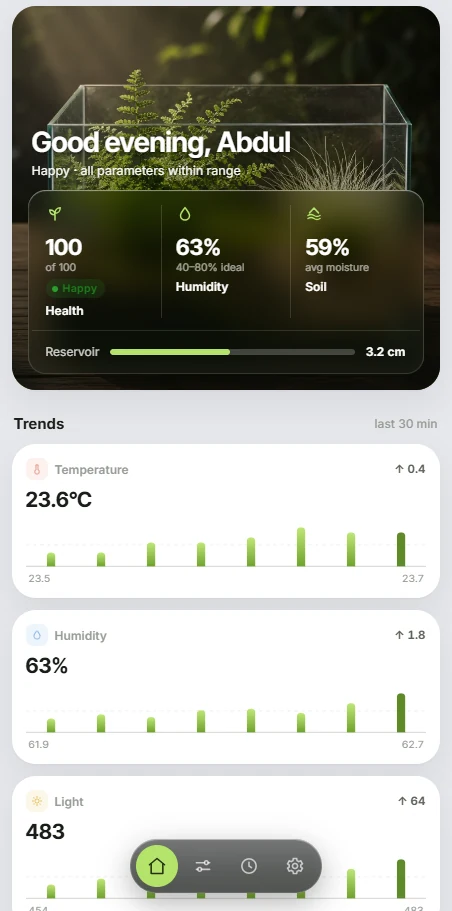 Good evening, Abdul
Happy · all parameters within range
100
of 100
Happy
Health
63%
40–80% ideal
Humidity
59%
avg moisture
Soil
Reservoir 3.2 cm
Trends last 30 min
Temperature ↑ 0.4
23.6°C
23.5 23.7
Humidity ↑ 1.8
63%
61.9 62.7
Light ↑ 64
483
454 483